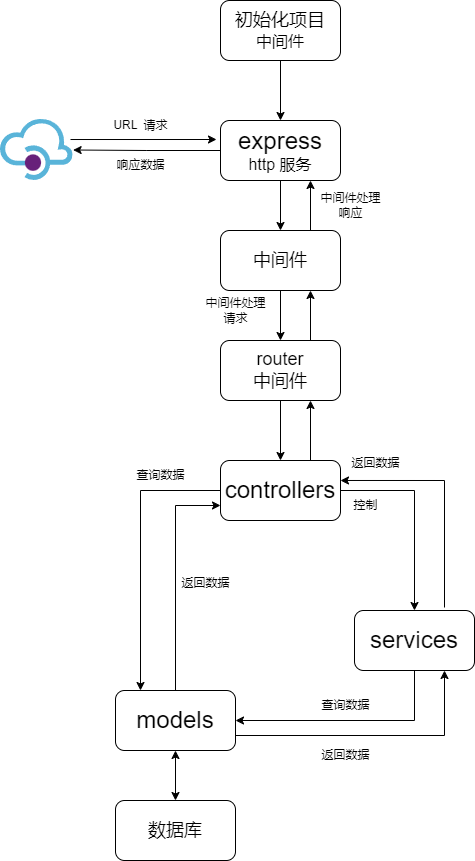 初始化项目
中间件
URL 请求
响应数据
express
http 服务
中间件处理
响应
中间件
中间件处理
请求
router
中间件
返回数据
查询数据
controllers
控制
返回数据
services
查询数据
models
返回数据
数据库